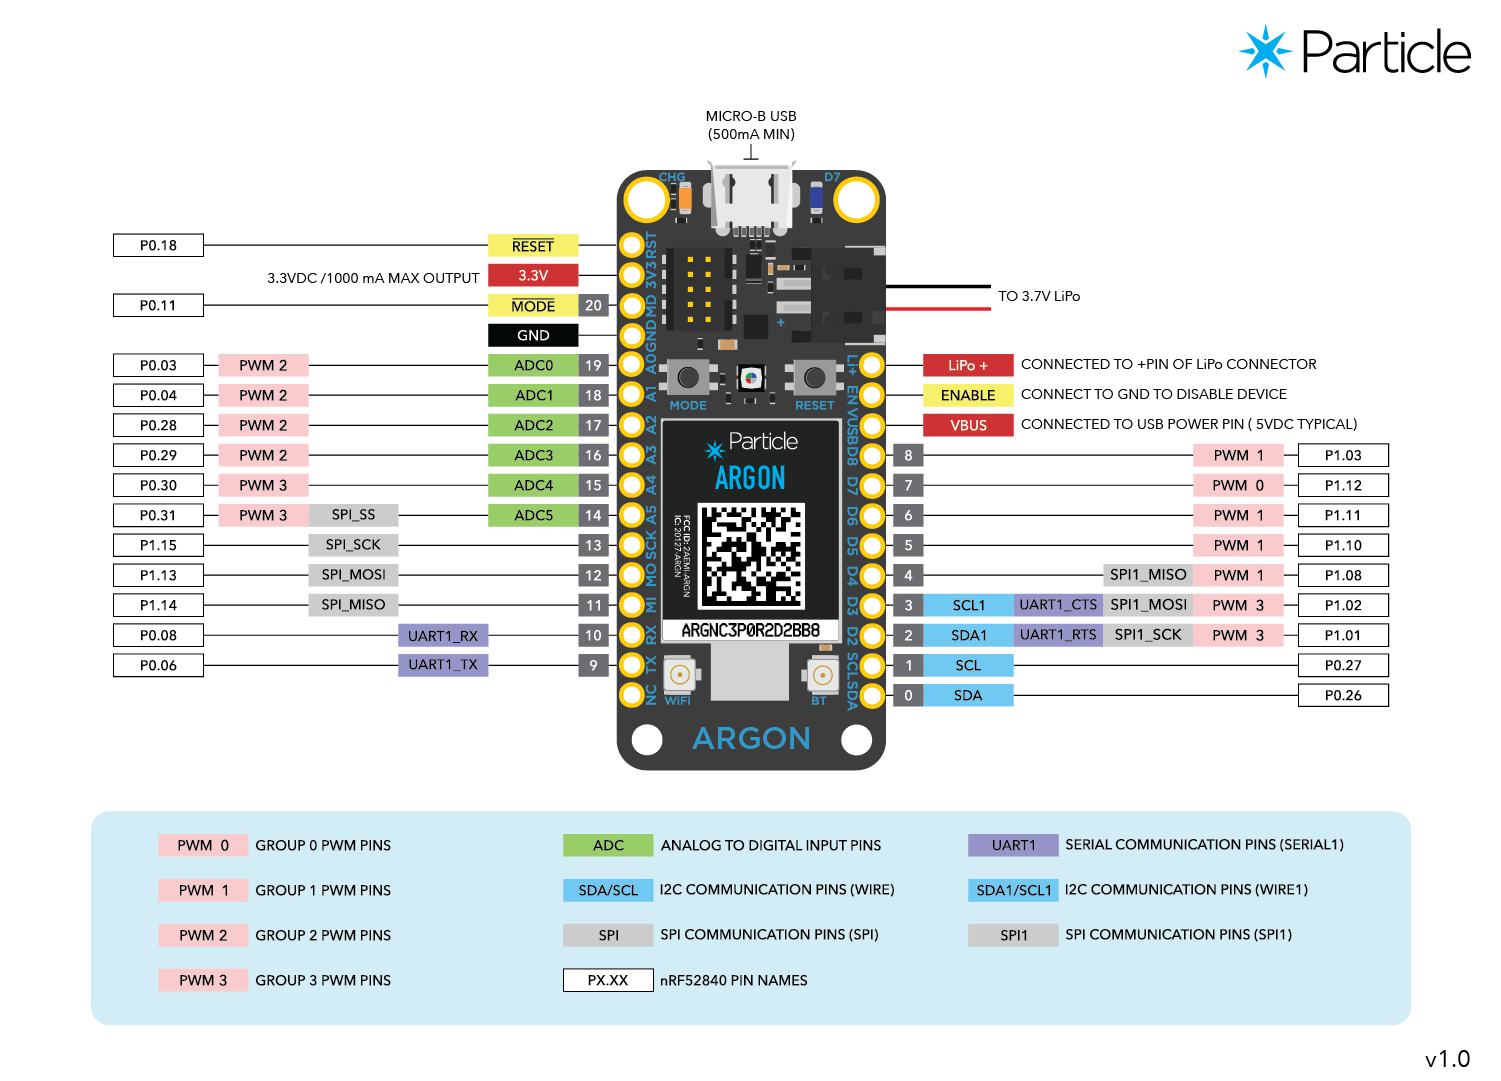 Particle
MICRO-B USB
(500mA MIN)
CHG
D7
P0.18
RESET
RST
3.3VDC /1000 mA MAX OUTPUT
3.3V
3V3
TO 3.7V LiPo
P0.11
MODE
20
MD
+
GND
GND
P0.03
PWM 2
ADC0
19
A0
Li+
LiPo +
CONNECTED TO +PIN OF LiPo CONNECTOR
P0.04
PWM 2
ADC1
18
A1
MODE
RESET
EN
ENABLE
CONNECT TO GND TO DISABLE DEVICE
P0.28
PWM 2
ADC2
17
A2
VUSB
VBUS
CONNECTED TO USB POWER PIN ( 5VDC TYPICAL)
P0.29
PWM 2
ADC3
16
A3
Particle
D8
8
PWM 1
P1.03
P0.30
PWM 3
ADC4
15
A4
ARGON
D7
7
PWM 0
P1.12
P0.31
PWM 3
SPI_SS
ADC5
14
A5
FCC ID: 2AEMI-ARGN
IC: 20127-ARGN
D6
6
PWM 1
P1.11
P1.15
SPI_SCK
13
SCK
D5
5
PWM 1
P1.10
P1.13
SPI_MOSI
12
MO
D4
4
SPI1_MISO
PWM 1
P1.08
P1.14
SPI_MISO
11
MI
D3
3
SCL1
UART1_CTS
SPI1_MOSI
PWM 3
P1.02
P0.08
UART1_RX
10
RX
ARGNC3P0R2D2BB8
D2
2
SDA1
UART1_RTS
SPI1_SCK
PWM 3
P1.01
P0.06
UART1_TX
9
TX
SCL
1
SCL
P0.27
NC
WiFi
BT
SDA
0
SDA
P0.26
ARGON
PWM 0
GROUP 0 PWM PINS
ADC
ANALOG TO DIGITAL INPUT PINS
UART1
SERIAL COMMUNICATION PINS (SERIAL1)
PWM 1
GROUP 1 PWM PINS
SDA/SCL
I2C COMMUNICATION PINS (WIRE)
SDA1/SCL1
I2C COMMUNICATION PINS (WIRE1)
PWM 2
GROUP 2 PWM PINS
SPI
SPI COMMUNICATION PINS (SPI)
SPI1
SPI COMMUNICATION PINS (SPI1)
PWM 3
GROUP 3 PWM PINS
PX.XX
nRF52840 PIN NAMES
v1.0